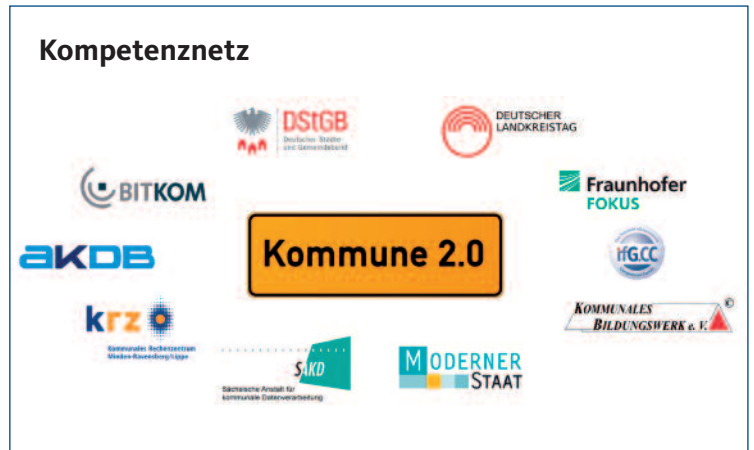 Kompetenznetz
DStGB
Deutscher Städte-
und Gemeindebund
DEUTSCHER
LANDKREISTAG
BITKOM
Fraunhofer
FOKUS
AKDB
Kommune 2.0
IfG.CC
krz
Kommunales Rechenzentrum
Minden-Ravensberg/Lippe
KOMMUNALES ©
BILDUNGSWERK e. V.
SAKD
Sächsische Anstalt für
kommunale Datenverarbeitung
MODERNER
STAAT